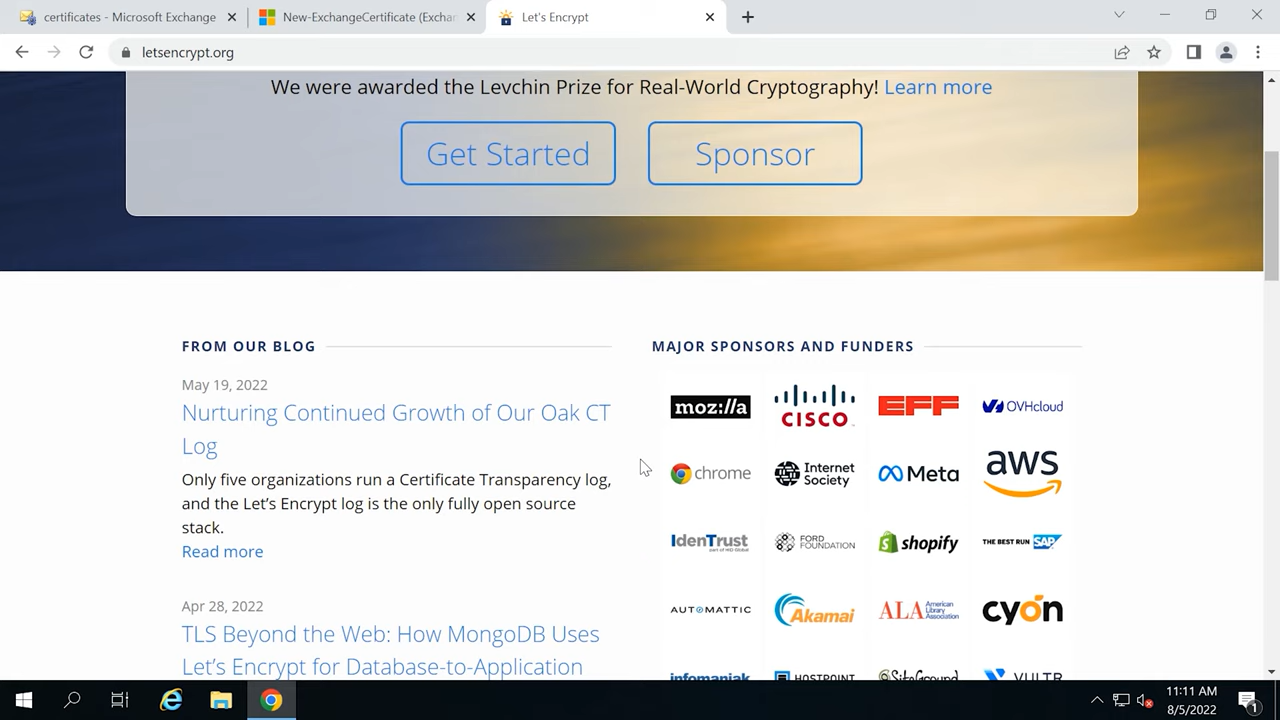 certificates - Microsoft Exchange
New-ExchangeCertificate (Exchan
Let's Encrypt
letsencrypt.org
We were awarded the Levchin Prize for Real-World Cryptography! Learn more
Get Started
Sponsor
FROM OUR BLOG
May 19, 2022
Nurturing Continued Growth of Our Oak CT
Log
Only five organizations run a Certificate Transparency log,
and the Let's Encrypt log is the only fully open source
stack.
Read more
Apr 28, 2022
TLS Beyond the Web: How MongoDB Uses
Let's Encrypt for Database-to-Application
MAJOR SPONSORS AND FUNDERS
moz://a
CISCO
EFF
OVHcloud
chrome
Internet
Society
Meta
aws
IdenTrust
part of HID Global
FORD
FOUNDATION
shopify
THE BEST RUN SAP
AUTOMATTIC
Akamai
ALA American
Library
Association
cyon
infomaniak
HOSTPOINT
SiteGround
VULTR
11:11 AM
8/5/2022
1